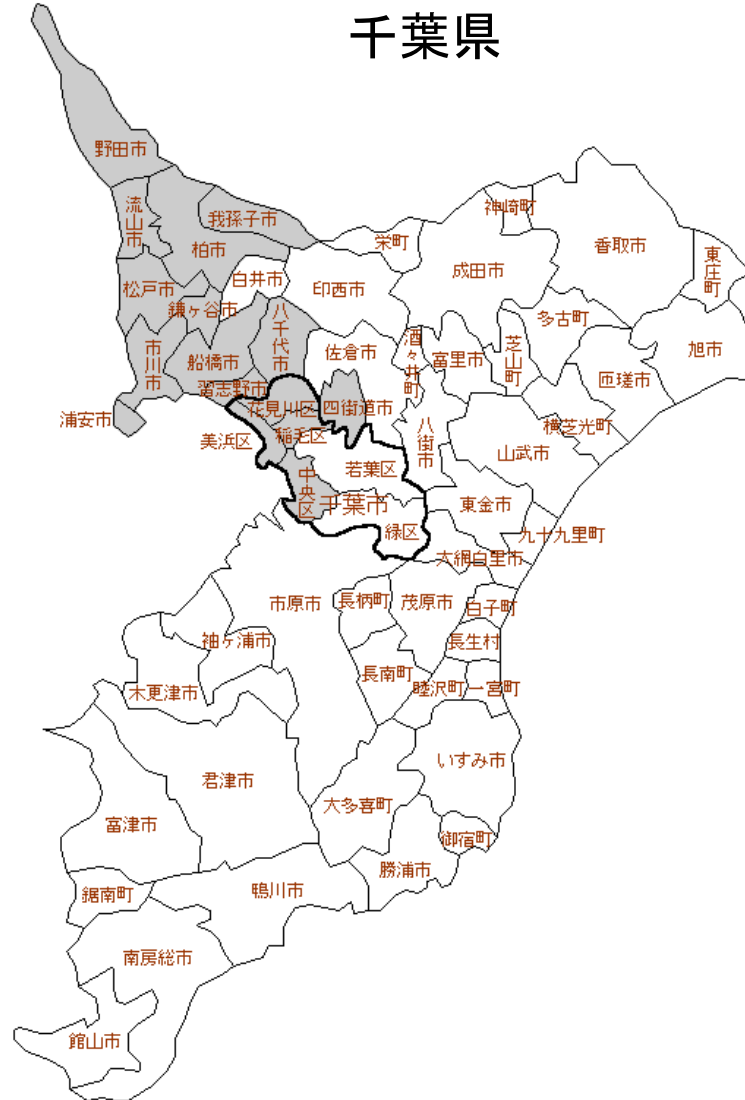 千葉県
野田市
流山市
我孫子市
柏市
栄町
神崎町
香取市
東庄町
成田市
白井市
印西市
松戸市
鎌ヶ谷市
八千代市
多古町
旭市
市川市
船橋市
佐倉市
酒々井町
富里市
芝山町
匝瑳市
習志野市
花見川区
四街道市
八街市
横芝光町
浦安市
美浜区
稲毛区
若葉区
山武市
中央区
千葉市
緑区
東金市
九十九里町
大網白里市
市原市
長柄町
茂原市
白子町
袖ヶ浦市
長生村
長南町
睦沢町
一宮町
木更津市
いすみ市
君津市
大多喜町
富津市
御宿町
勝浦市
鋸南町
鴨川市
南房総市
館山市